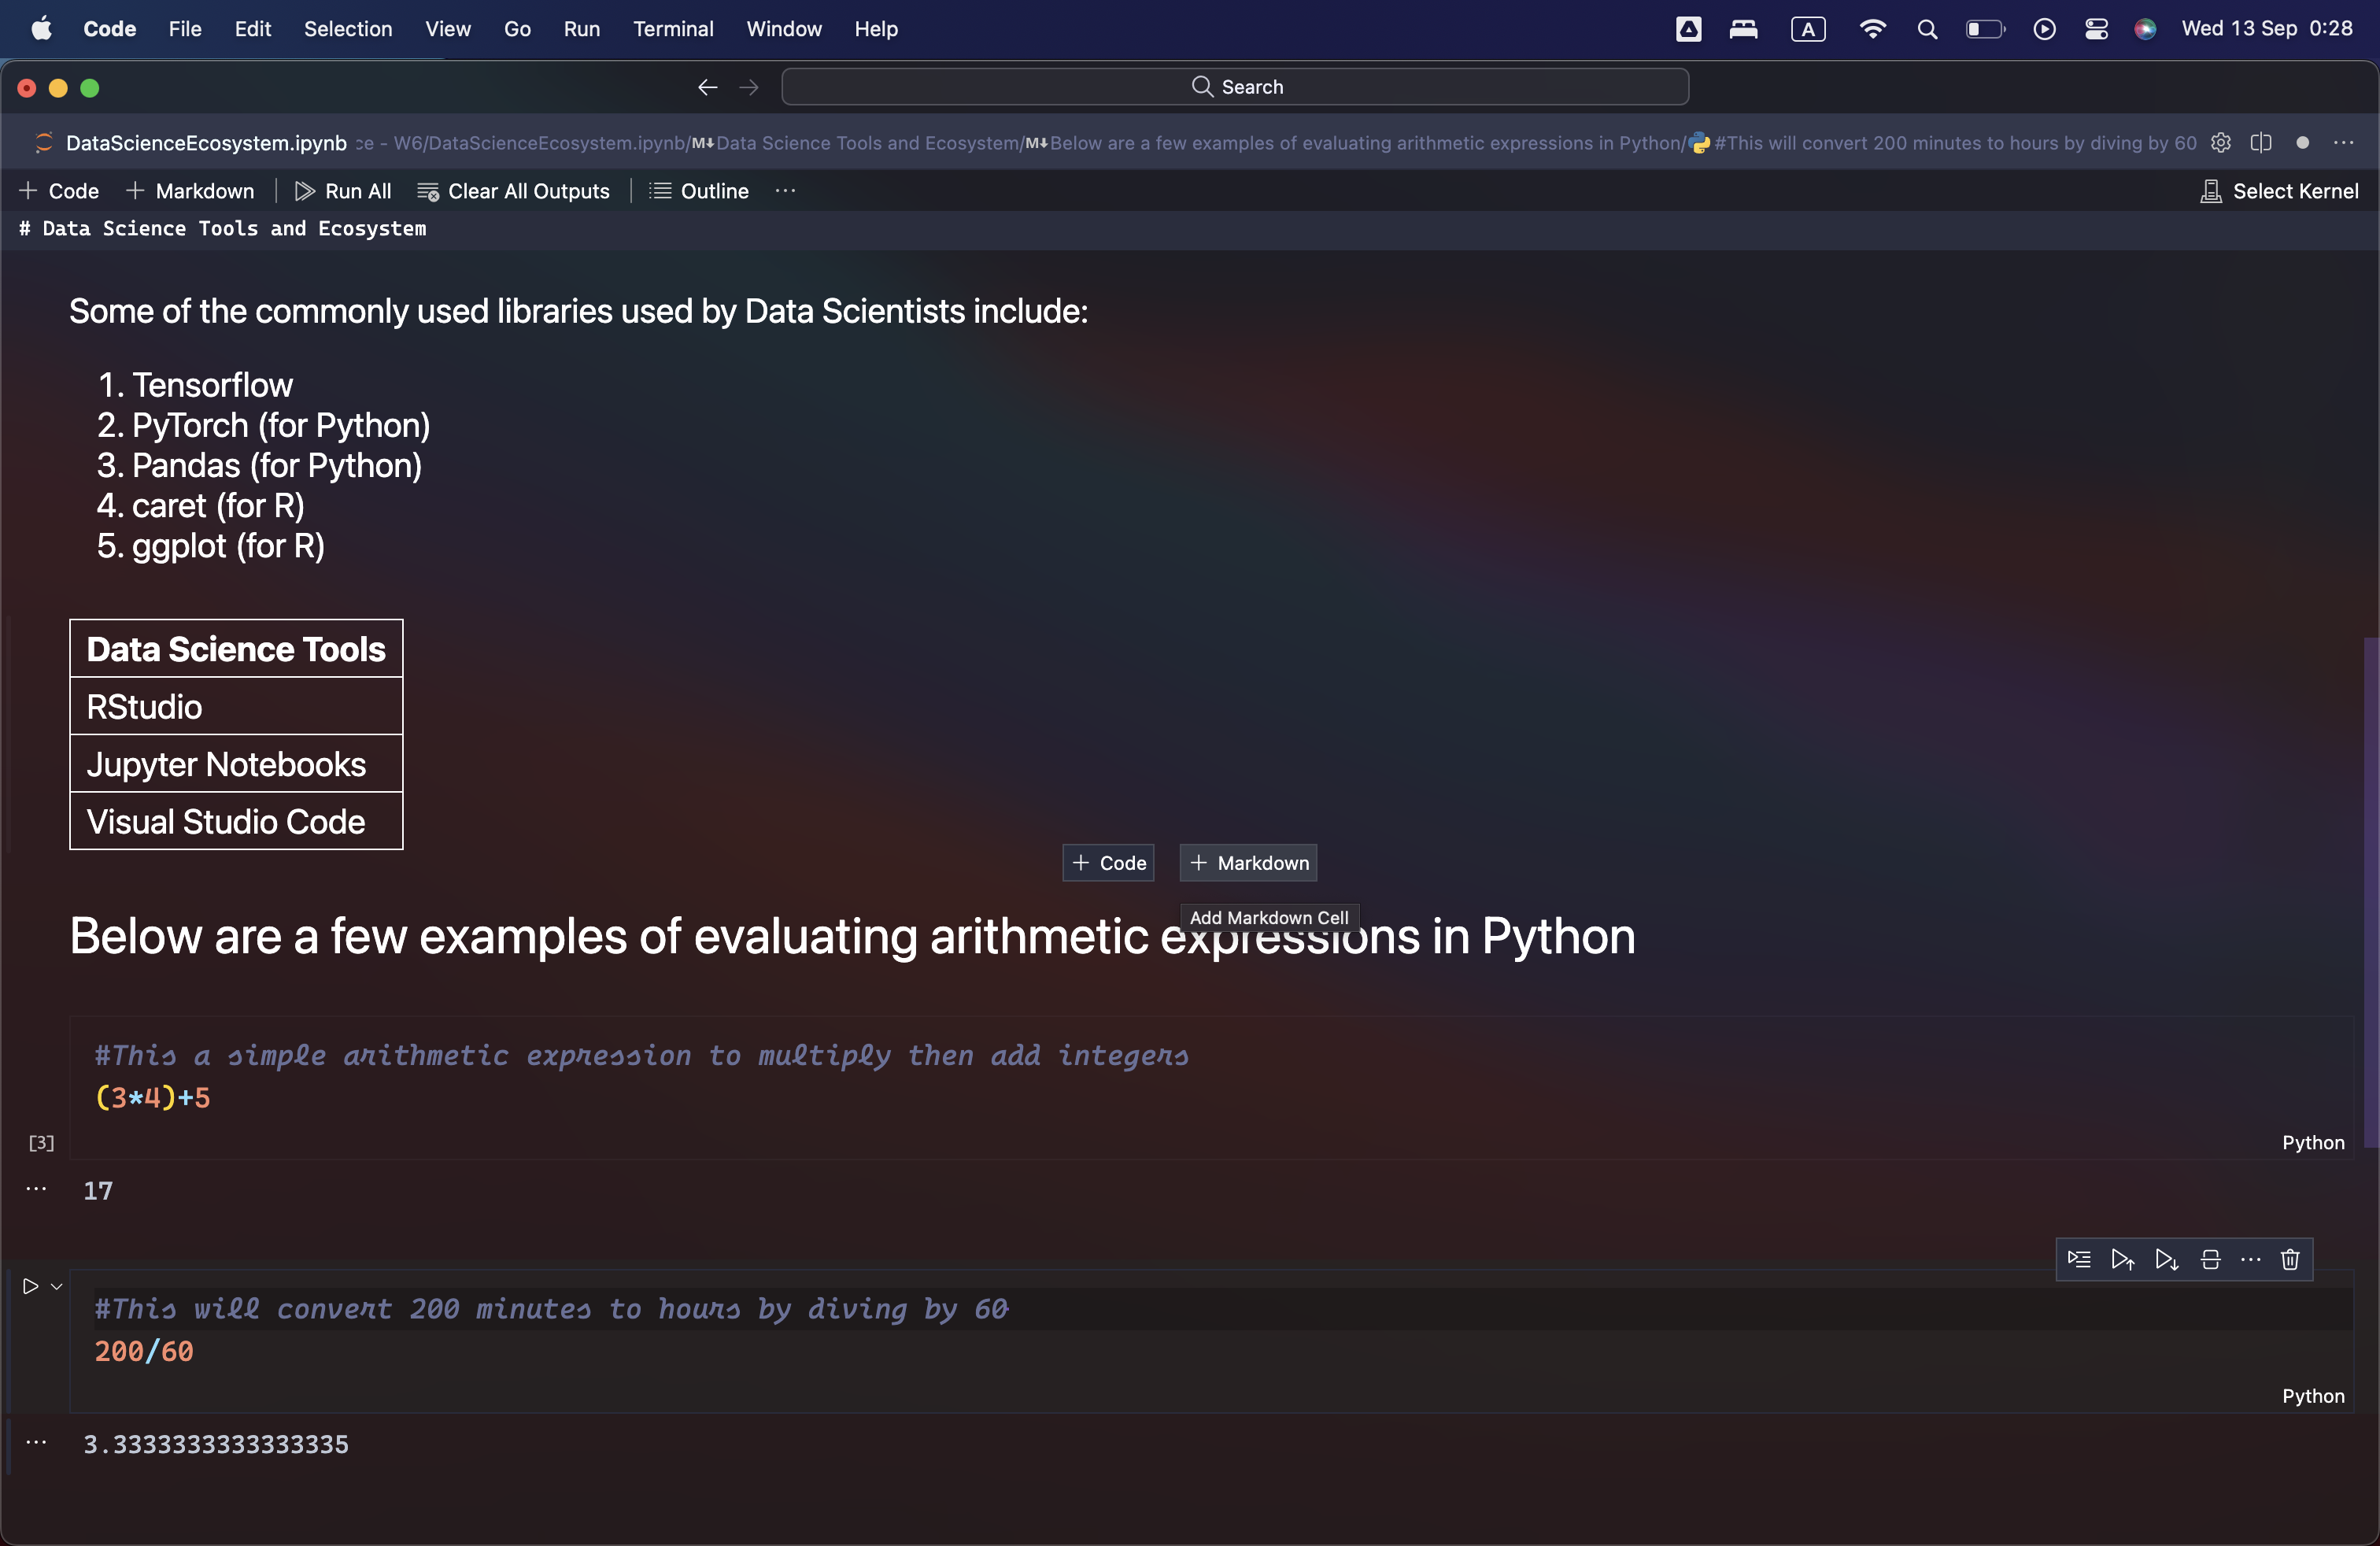 Code File Edit Selection View Go Run Terminal Window Help A Wed 13 Sep 0:28
Search
DataScienceEcosystem.ipynb ce - W6/DataScienceEcosystem.ipynb/M↓Data Science Tools and Ecosystem/M↓Below are a few examples of evaluating arithmetic expressions in Python/#This will convert 200 minutes to hours by diving by 60 ...
+ Code + Markdown | Run All Clear All Outputs | Outline ... Select Kernel
# Data Science Tools and Ecosystem
Some of the commonly used libraries used by Data Scientists include:
1. Tensorflow
2. PyTorch (for Python)
3. Pandas (for Python)
4. caret (for R)
5. ggplot (for R)
Data Science Tools
RStudio
Jupyter Notebooks
Visual Studio Code
+ Code + Markdown
Add Markdown Cell
Below are a few examples of evaluating arithmetic expressions in Python
#This a simple arithmetic expression to multiply then add integers
(3*4)+5
[3] Python
... 17
...
#This will convert 200 minutes to hours by diving by 60
200/60
Python
... 3.3333333333333335